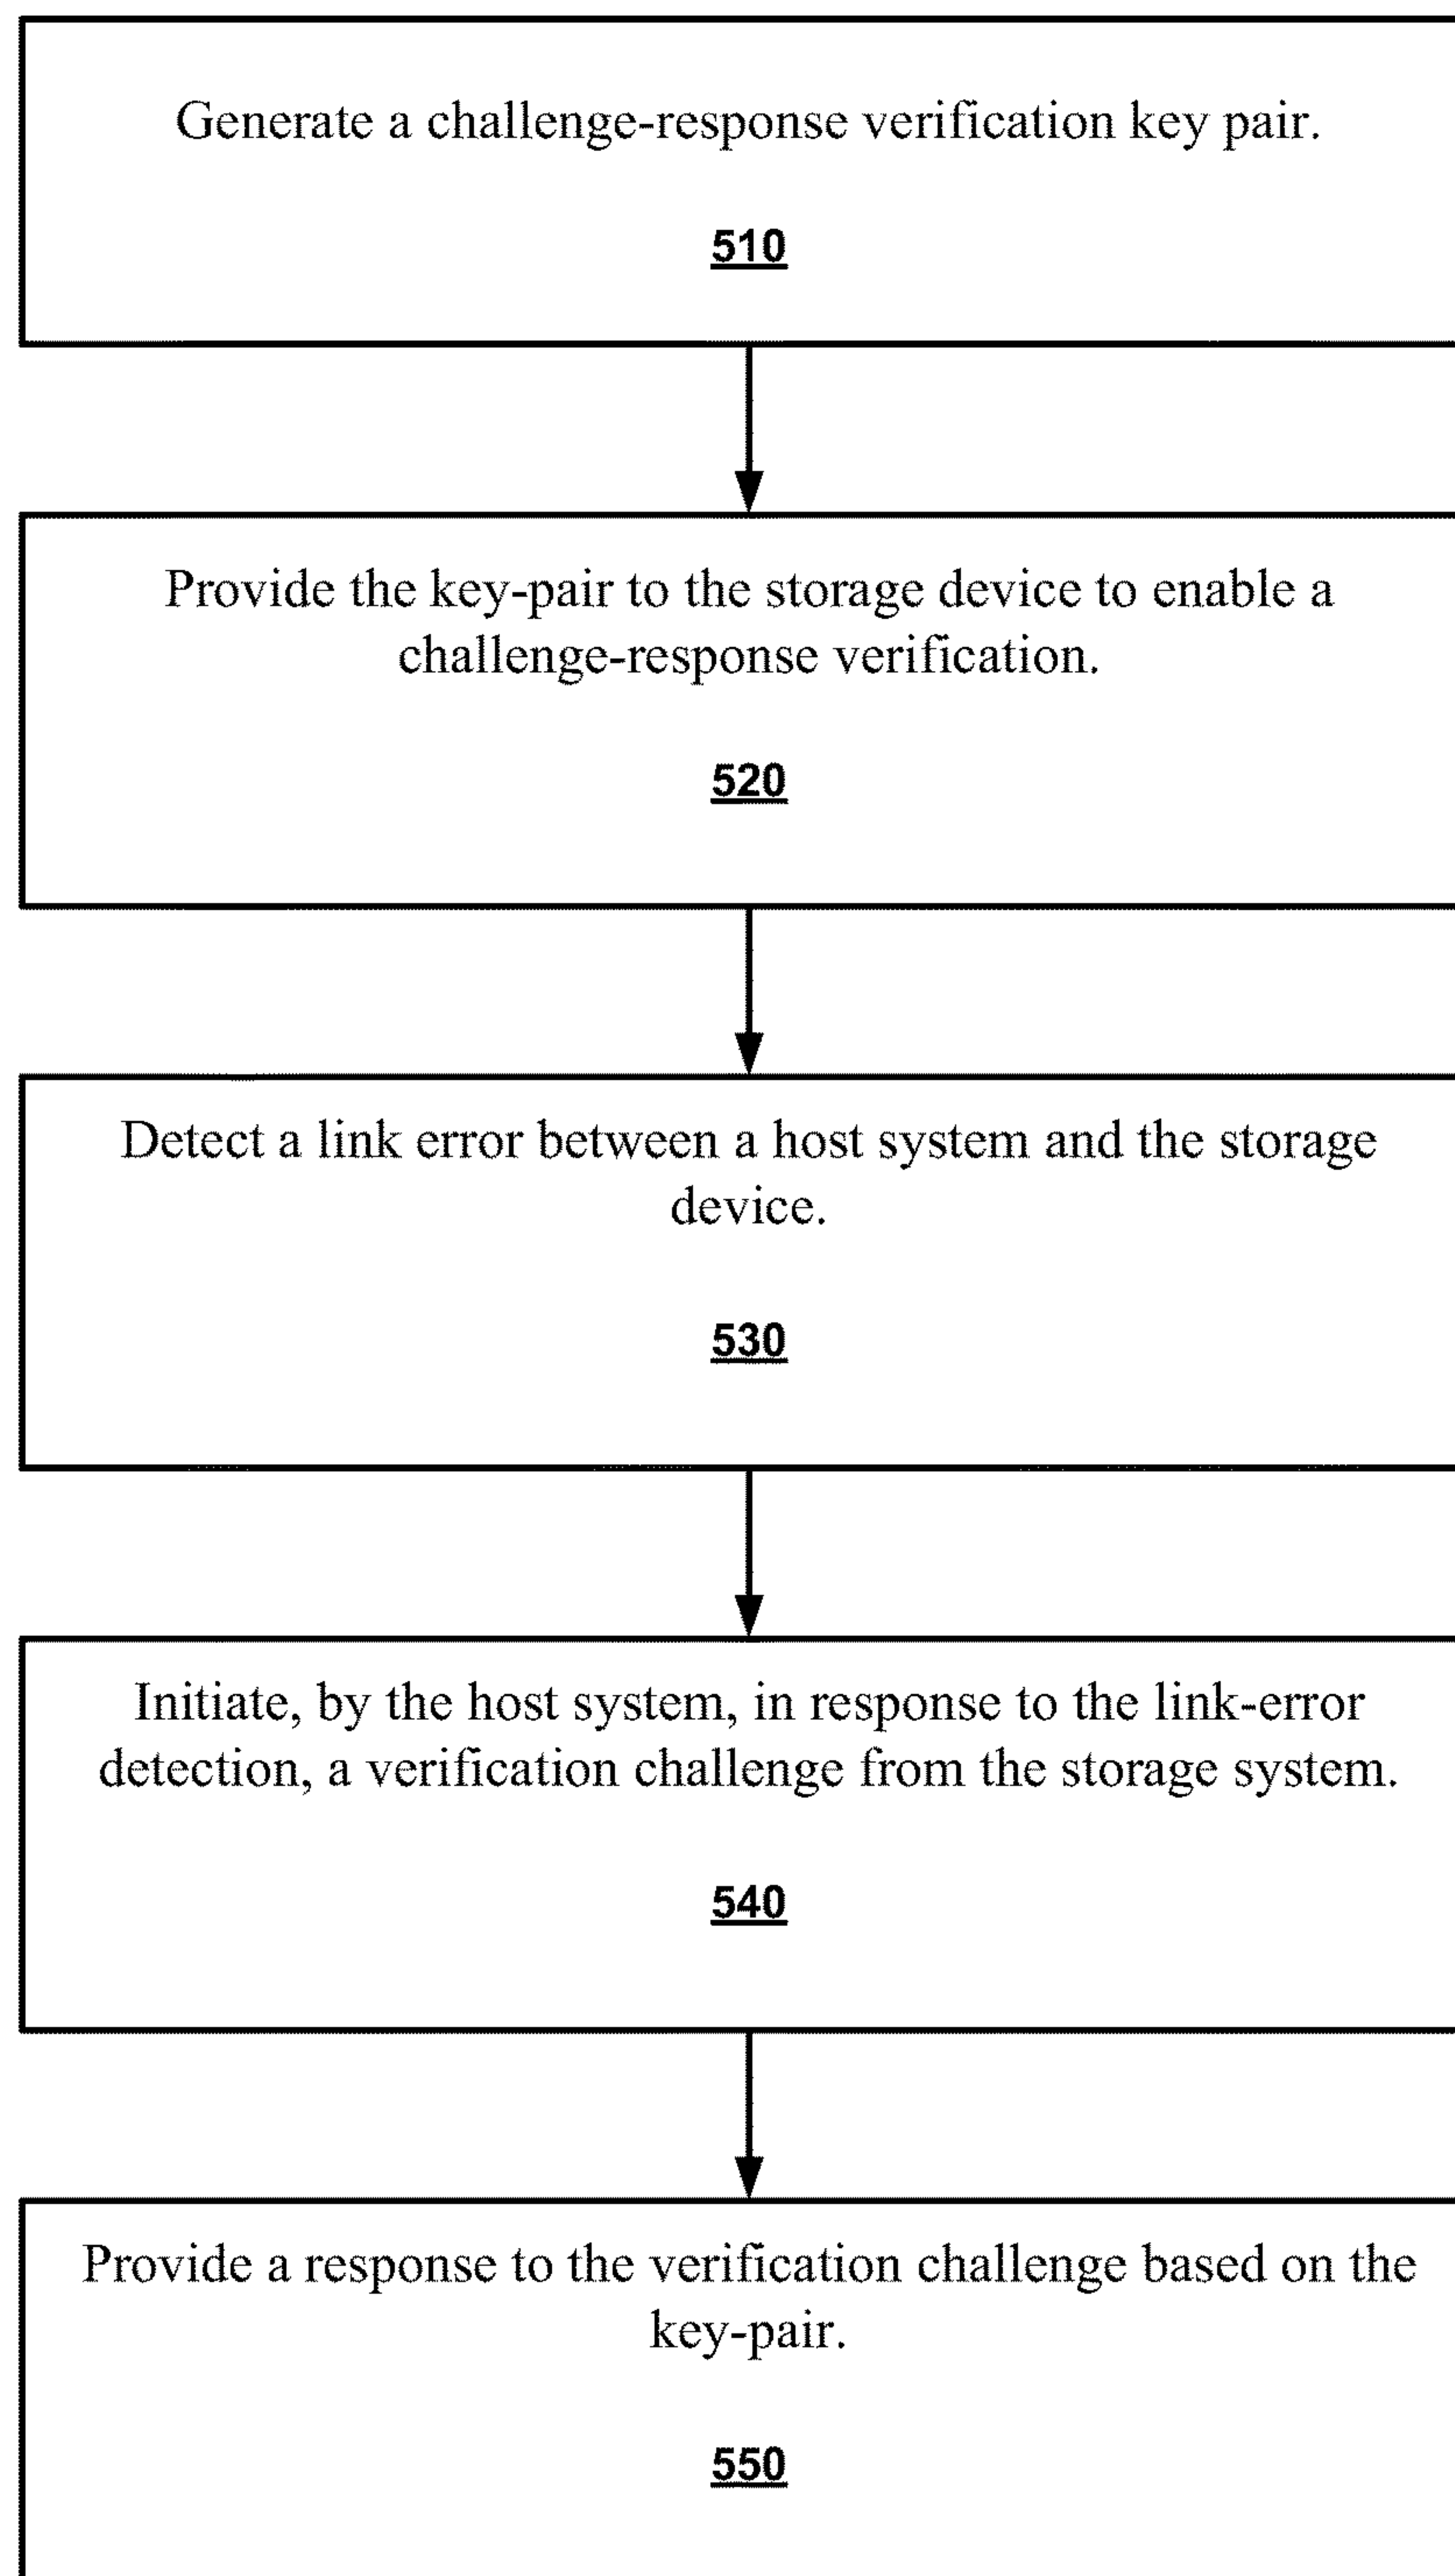 Generate a challenge-response verification key pair.
510
Provide the key-pair to the storage device to enable a
challenge-response verification.
520
Detect a link error between a host system and the storage
device.
530
Initiate, by the host system, in response to the link-error
detection, a verification challenge from the storage system.
540
Provide a response to the verification challenge based on the
key-pair.
550